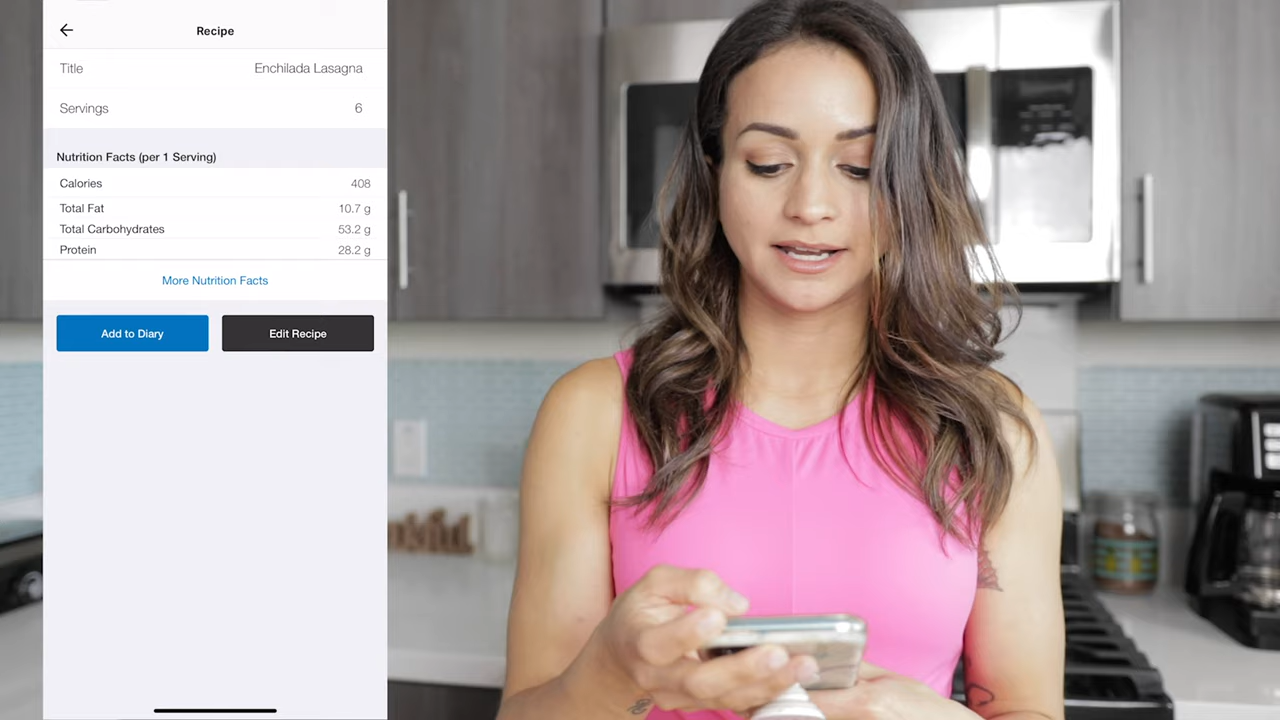 Recipe
Title Enchilada Lasagna
Servings 6
Nutrition Facts (per 1 Serving)
Calories 408
Total Fat 10.7 g
Total Carbohydrates 53.2 g
Protein 28.2 g
More Nutrition Facts
Add to Diary Edit Recipe